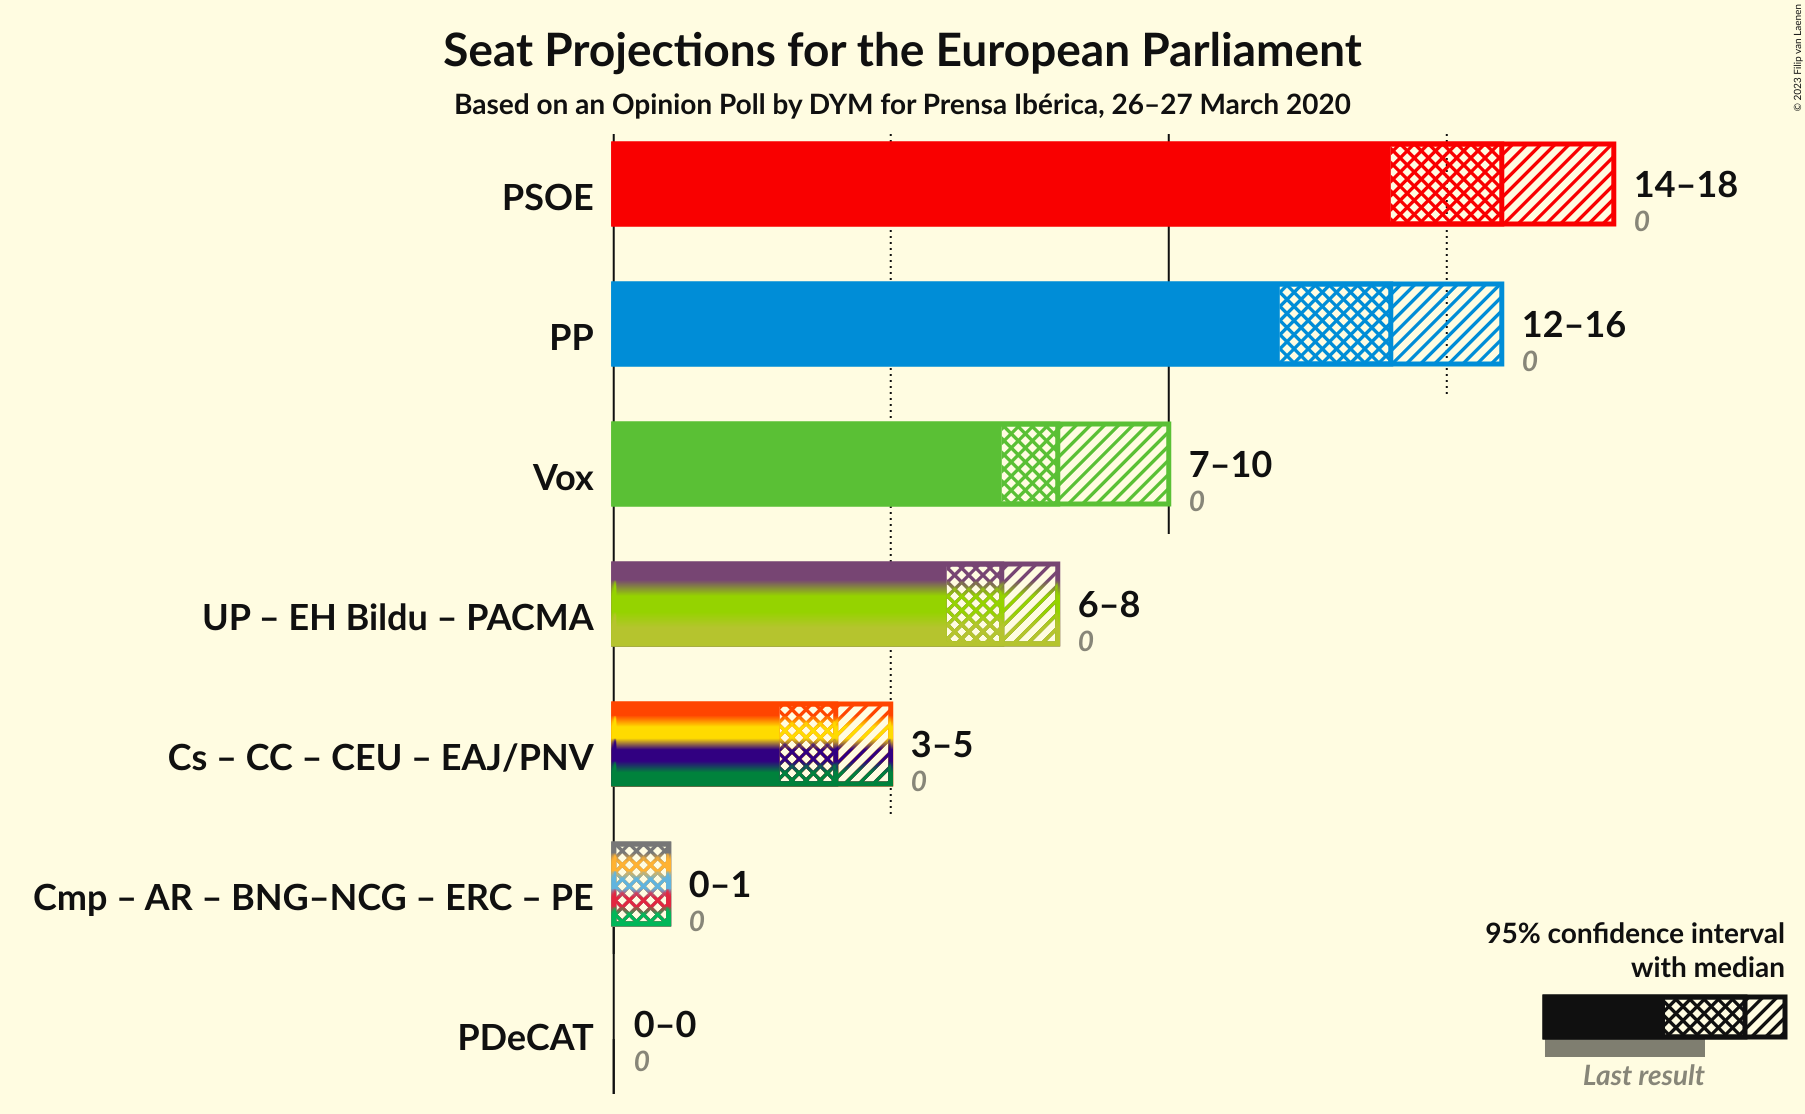 Seat Projections for the European Parliament
Based on an Opinion Poll by DYM for Prensa Ibérica, 26–27 March 2020
© 2023 Filip van Laenen
PSOE
14–18
0
PP
12–16
0
Vox
7–10
0
UP – EH Bildu – PACMA
6–8
0
Cs – CC – CEU – EAJ/PNV
3–5
0
Cmp – AR – BNG–NCG – ERC – PE
0–1
0
PDeCAT
0–0
0
95% confidence interval
with median
Last result